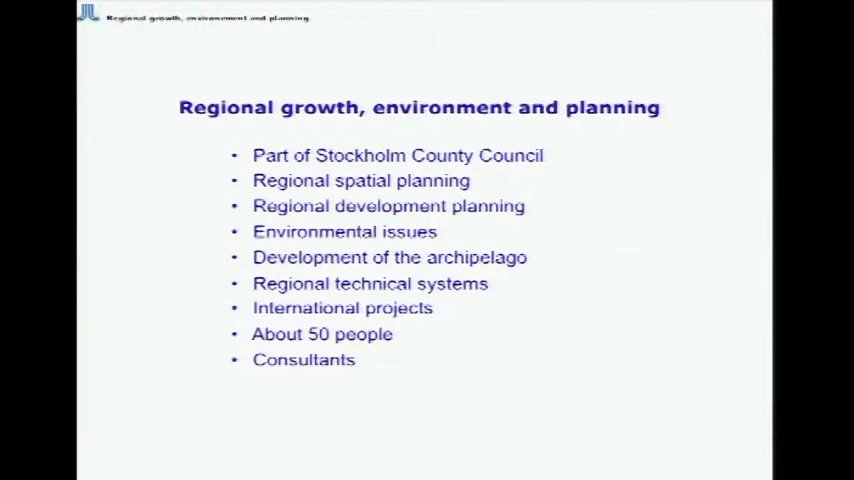 Regional growth, environement and planning
Regional growth, environment and planning
• Part of Stockholm County Council
• Regional spatial planning
• Regional development planning
• Environmental issues
• Development of the archipelago
• Regional technical systems
• International projects
• About 50 people
• Consultants